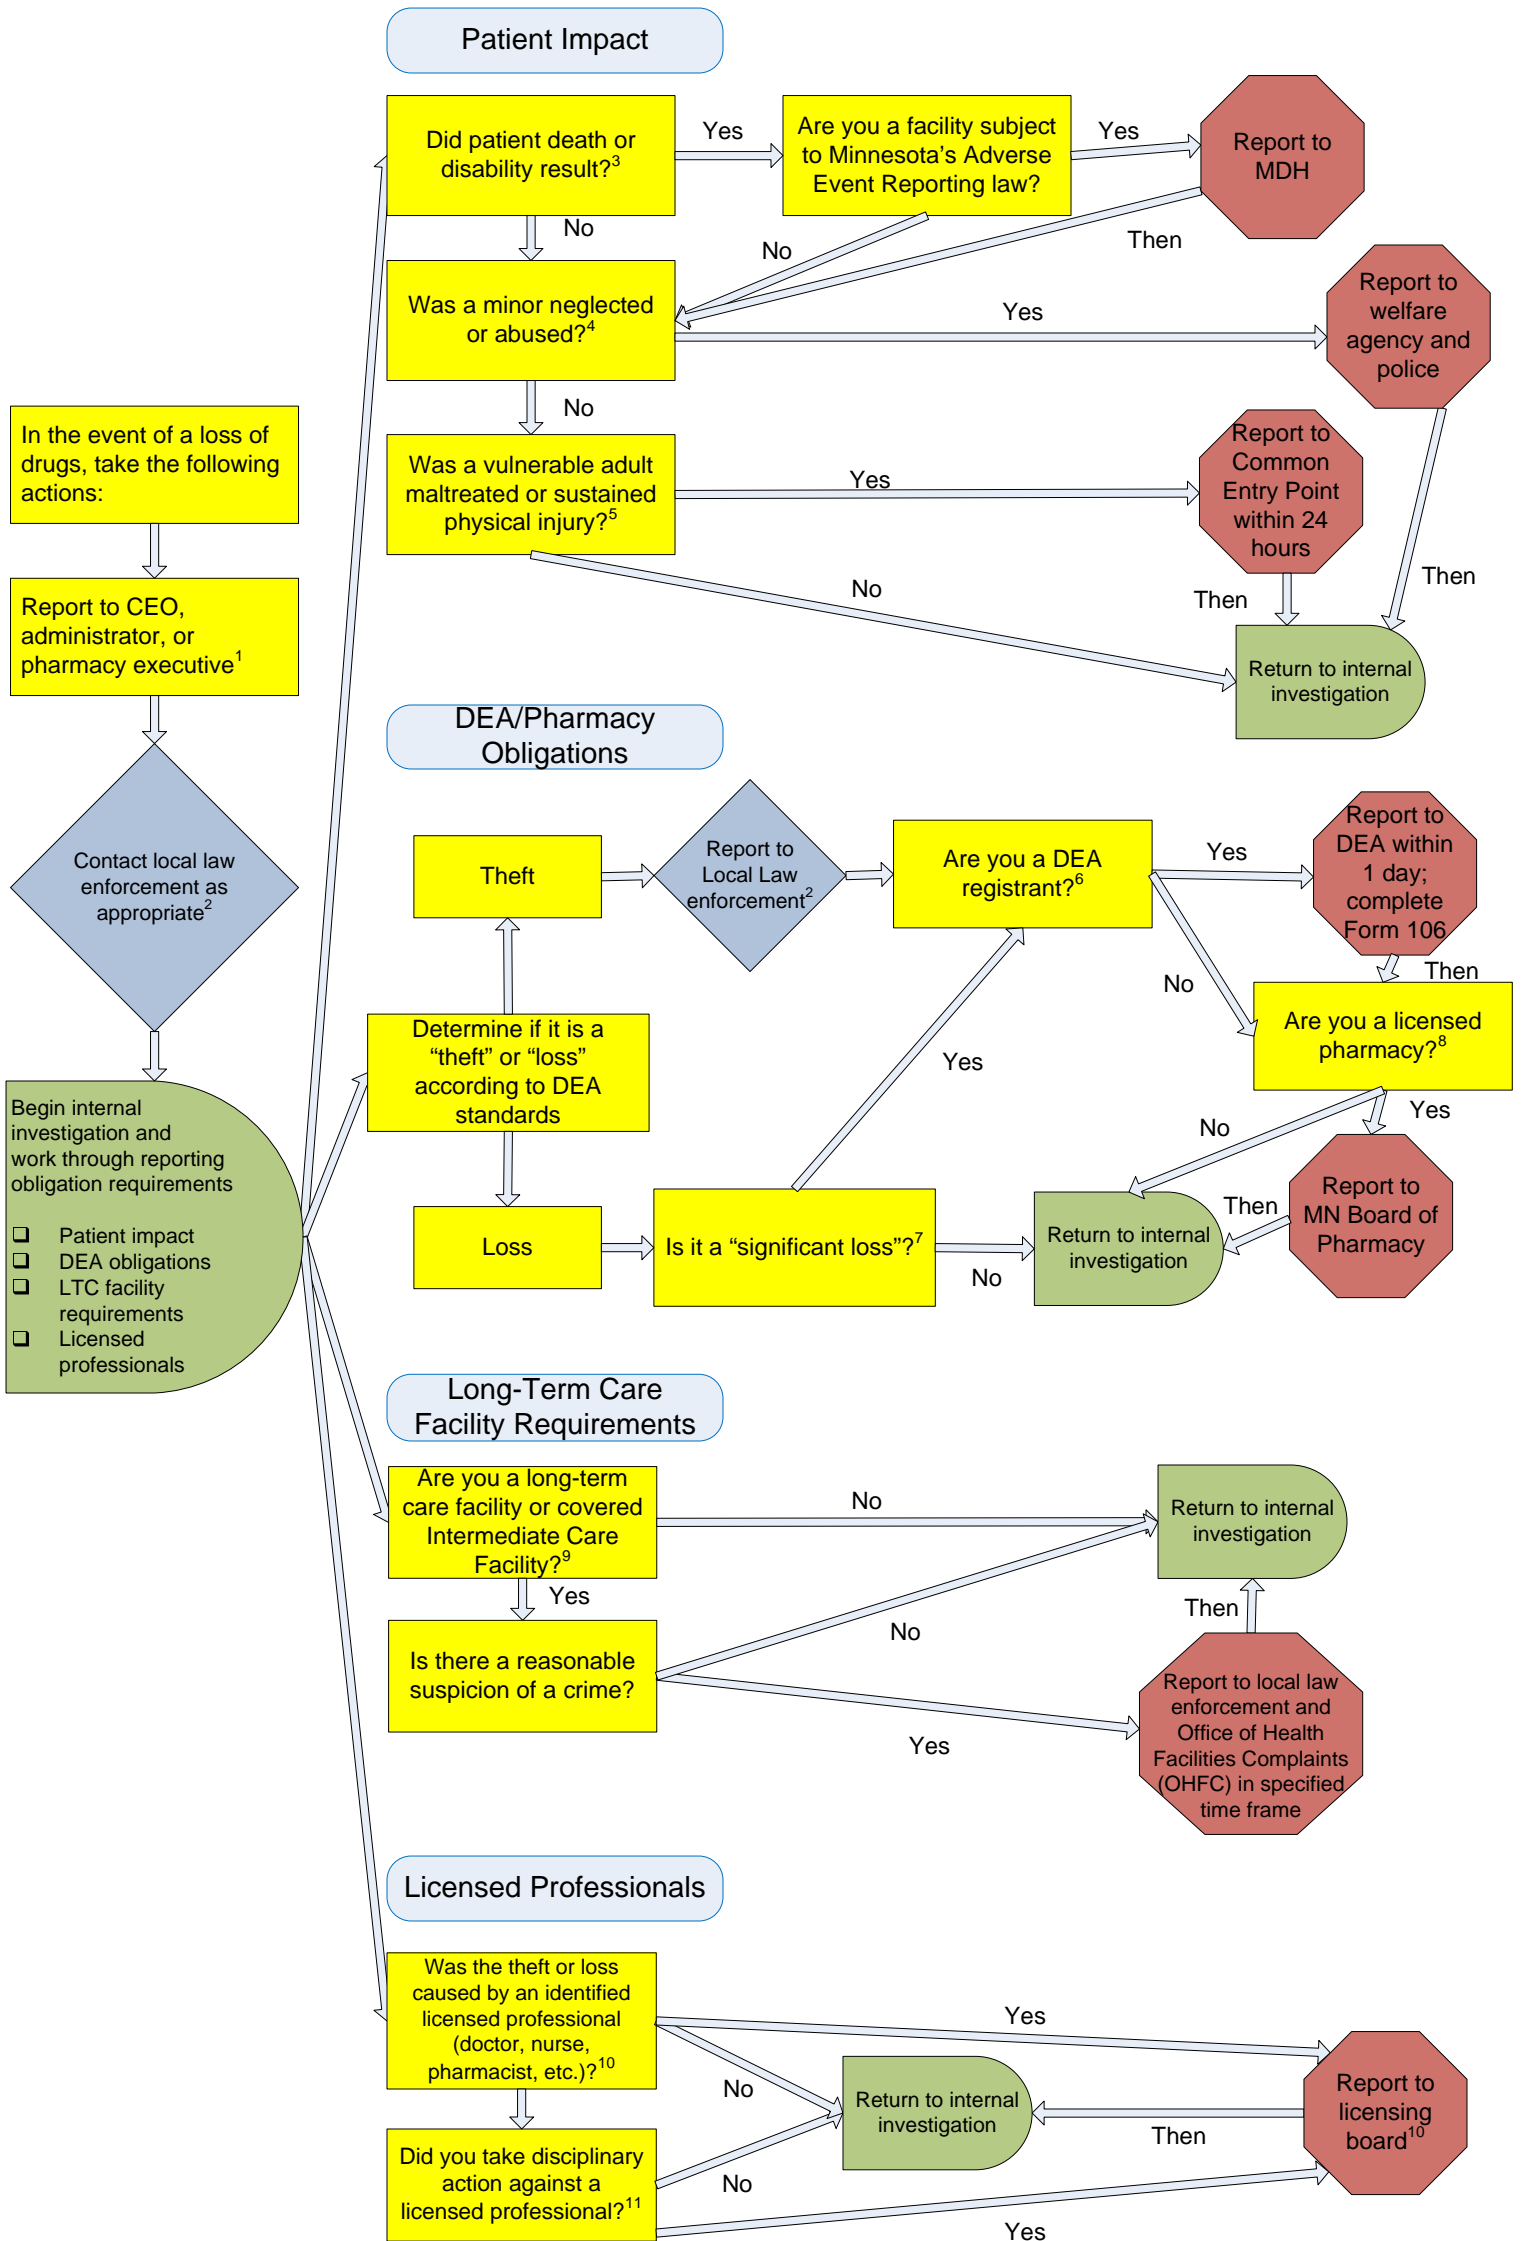 Patient Impact
Did patient death or
disability result?3
Yes
Are you a facility subject
to Minnesota's Adverse
Event Reporting law?
Yes
Report to
MDH
No
No
Then
Was a minor neglected
or abused?4
Yes
Report to
welfare
agency and
police
No
Was a vulnerable adult
maltreated or sustained
physical injury?5
Yes
Report to
Common
Entry Point
within 24
hours
No
Then
Then
Return to internal
investigation
In the event of a loss of
drugs, take the following
actions:
Report to CEO,
administrator, or
pharmacy executive1
Contact local law
enforcement as
appropriate2
Begin internal
investigation and
work through reporting
obligation requirements
❑ Patient impact
❑ DEA obligations
❑ LTC facility
requirements
❑ Licensed
professionals
DEA/Pharmacy
Obligations
Theft
Report to
Local Law
enforcement2
Are you a DEA
registrant?6
Yes
Report to
DEA within
1 day;
complete
Form 106
No
Then
Determine if it is a
“theft” or “loss”
according to DEA
standards
Yes
Are you a licensed
pharmacy?8
No
Yes
Loss
Is it a “significant loss”?7
No
Return to internal
investigation
Then
Report to
MN Board of
Pharmacy
Long-Term Care
Facility Requirements
Are you a long-term
care facility or covered
Intermediate Care
Facility?9
No
Return to internal
investigation
Yes
Is there a reasonable
suspicion of a crime?
No
Then
Yes
Report to local law
enforcement and
Office of Health
Facilities Complaints
(OHFC) in specified
time frame
Licensed Professionals
Was the theft or loss
caused by an identified
licensed professional
(doctor, nurse,
pharmacist, etc.)?10
Yes
No
Return to internal
investigation
Then
Report to
licensing
board10
Did you take disciplinary
action against a
licensed professional?11
No
Yes